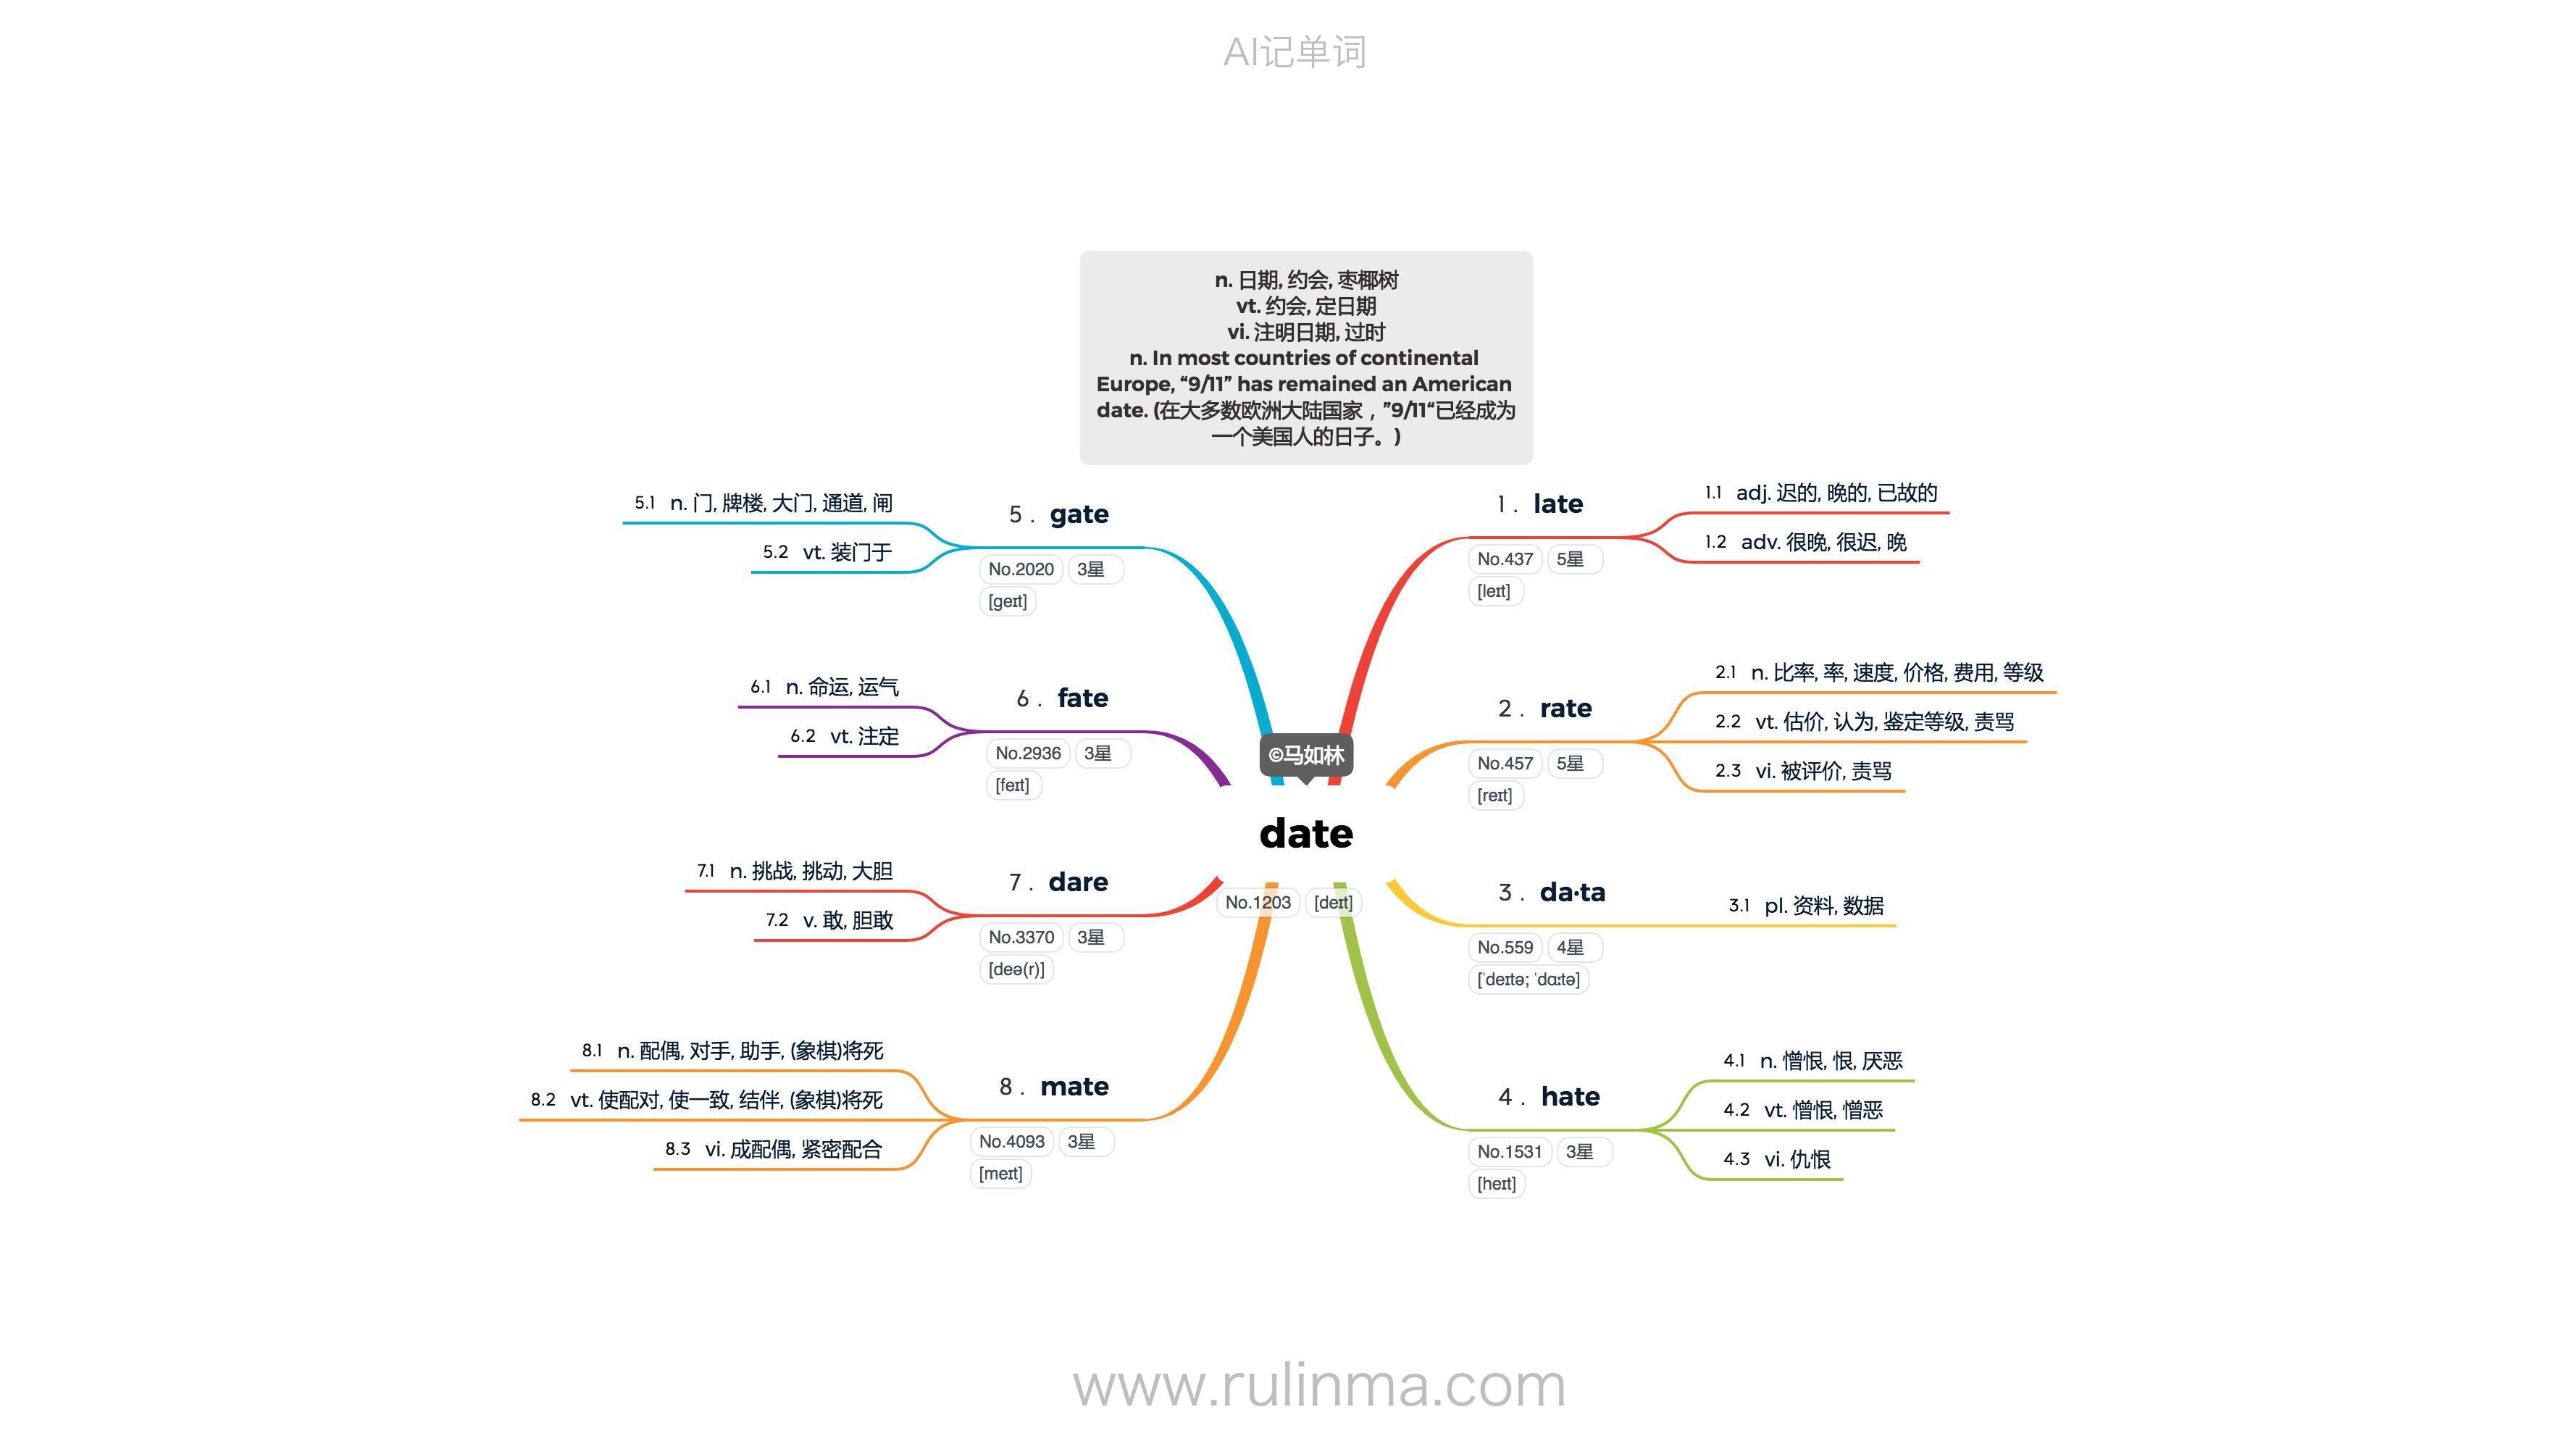 AI记单词
n. 日期, 约会, 枣椰树
vt. 约会, 定日期
vi. 注明日期, 过时
n. In most countries of continental
Europe, “9/11” has remained an American
date. (在大多数欧洲大陆国家，”9/11“已经成为
一个美国人的日子。)
©马如林
date
No.1203 [deɪt]
1. late
No.437 5星
[leɪt]
1.1 adj. 迟的, 晚的, 已故的
1.2 adv. 很晚, 很迟, 晚
2. rate
No.457 5星
[reɪt]
2.1 n. 比率, 率, 速度, 价格, 费用, 等级
2.2 vt. 估价, 认为, 鉴定等级, 责骂
2.3 vi. 被评价, 责骂
3. da·ta
No.559 4星
[ˈdeɪtə; ˈdɑːtə]
3.1 pl. 资料, 数据
4. hate
No.1531 3星
[heɪt]
4.1 n. 憎恨, 恨, 厌恶
4.2 vt. 憎恨, 憎恶
4.3 vi. 仇恨
5. gate
No.2020 3星
[geɪt]
5.1 n. 门, 牌楼, 大门, 通道, 闸
5.2 vt. 装门于
6. fate
No.2936 3星
[feɪt]
6.1 n. 命运, 运气
6.2 vt. 注定
7. dare
No.3370 3星
[deə(r)]
7.1 n. 挑战, 挑动, 大胆
7.2 v. 敢, 胆敢
8. mate
No.4093 3星
[meɪt]
8.1 n. 配偶, 对手, 助手, (象棋)将死
8.2 vt. 使配对, 使一致, 结伴, (象棋)将死
8.3 vi. 成配偶, 紧密配合
www.rulinma.com